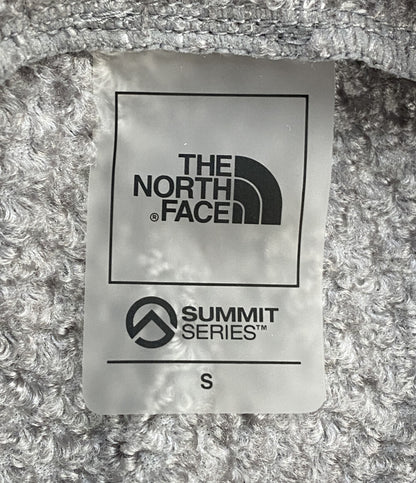 THE
NORTH
® FACE
SUMMIT
SERIES™
S